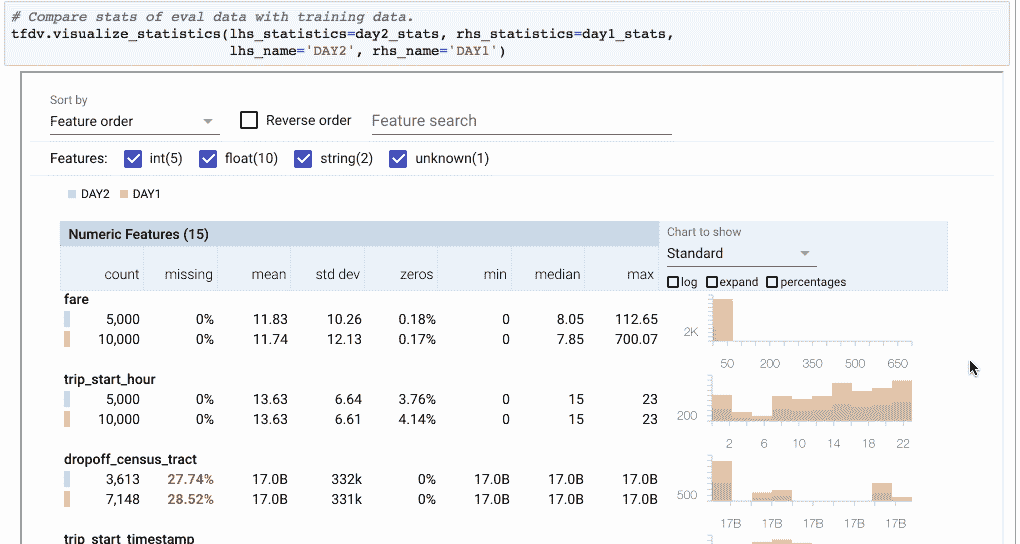 # Compare stats of eval data with training data.
tfdv.visualize_statistics(lhs_statistics=day2_stats, rhs_statistics=day1_stats,
lhs_name='DAY2', rhs_name='DAY1')
Sort by
Feature order
Reverse order
Feature search
Features: int(5) float(10) string(2) unknown(1)
DAY2 DAY1
Numeric Features (15)
Chart to show
Standard
count missing mean std dev zeros min median max
log expand percentages
fare
5,000 0% 11.83 10.26 0.18% 0 8.05 112.65
10,000 0% 11.74 12.13 0.17% 0 7.85 700.07
2K
50 200 350 500 650
trip_start_hour
5,000 0% 13.63 6.64 3.76% 0 15 23
10,000 0% 13.63 6.61 4.14% 0 15 23
200
2 6 10 14 18 22
dropoff_census_tract
3,613 27.74% 17.0B 332k 0% 17.0B 17.0B 17.0B
7,148 28.52% 17.0B 331k 0% 17.0B 17.0B 17.0B
500
17B 17B 17B 17B 17B
trip_start_timestamp